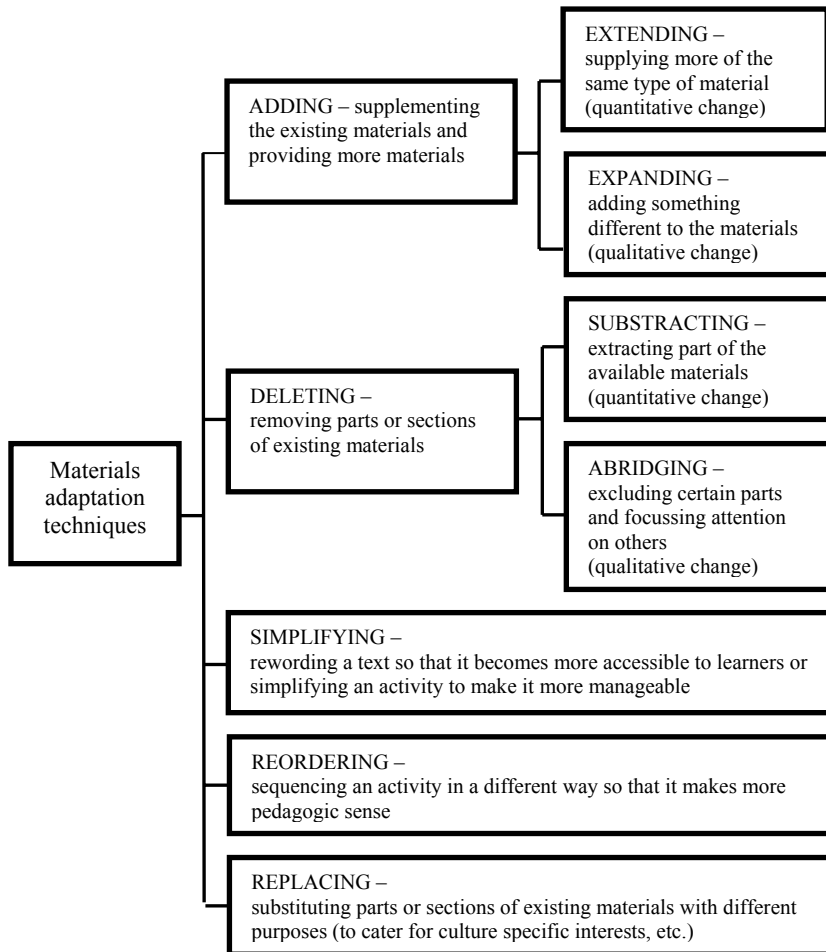 EXTENDING –
supplying more of the
same type of material
(quantitative change)
ADDING – supplementing
the existing materials and
providing more materials
EXPANDING –
adding something
different to the materials
(qualitative change)
SUBSTRACTING –
extracting part of the
available materials
(quantitative change)
DELETING –
removing parts or sections
of existing materials
Materials
adaptation
techniques
ABRIDGING –
excluding certain parts
and focussing attention
on others
(qualitative change)
SIMPLIFYING –
rewording a text so that it becomes more accessible to learners or
simplifying an activity to make it more manageable
REORDERING –
sequencing an activity in a different way so that it makes more
pedagogic sense
REPLACING –
substituting parts or sections of existing materials with different
purposes (to cater for culture specific interests, etc.)